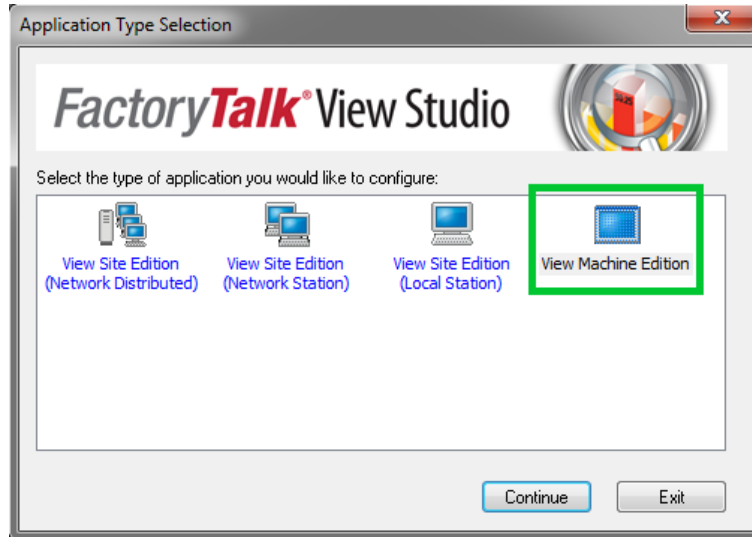 Application Type Selection
FactoryTalk® View Studio
Select the type of application you would like to configure:
View Site Edition
(Network Distributed)
View Site Edition
(Network Station)
View Site Edition
(Local Station)
View Machine Edition
Continue
Exit